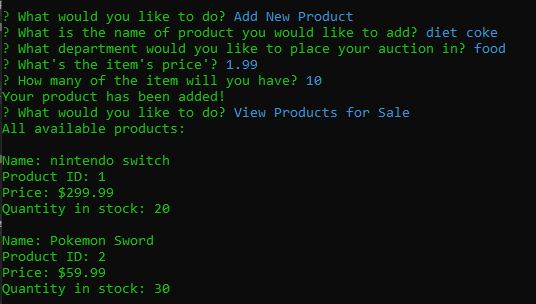 ? What would you like to do? Add New Product
? What is the name of product you would like to add? diet coke
? What department would you like to place your auction in? food
? What's the item's price'? 1.99
? How many of the item will you have? 10
Your product has been added!
? What would you like to do? View Products for Sale
All available products:
Name: nintendo switch
Product ID: 1
Price: $299.99
Quantity in stock: 20
Name: Pokemon Sword
Product ID: 2
Price: $59.99
Quantity in stock: 30